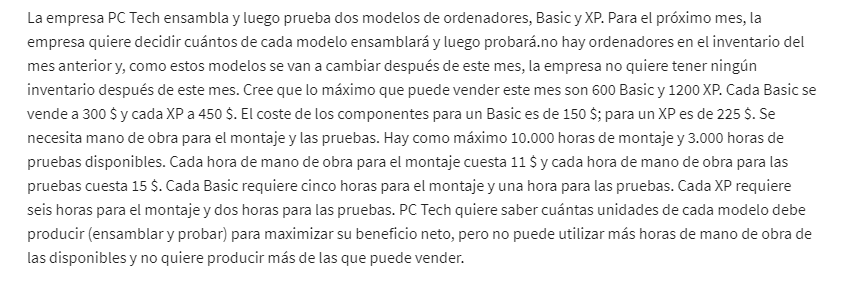 La empresa PC Tech ensambla y luego prueba dos modelos de ordenadores, Basic y XP. Para el próximo mes, la
empresa quiere decidir cuántos de cada modelo ensamblará y luego probará.no hay ordenadores en el inventario del
mes anterior y, como estos modelos se van a cambiar después de este mes, la empresa no quiere tener ningún
inventario después de este mes. Cree que lo máximo que puede vender este mes son 600 Basic y 1200 XP. Cada Basic se
vende a 300 $ y cada XP a 450 $. El coste de los componentes para un Basic es de 150 $; para un XP es de 225 $. Se
necesita mano de obra para el montaje y las pruebas. Hay como máximo 10.000 horas de montaje y 3.000 horas de
pruebas disponibles. Cada hora de mano de obra para el montaje cuesta 11 $ y cada hora de mano de obra para las
pruebas cuesta 15 $. Cada Basic requiere cinco horas para el montaje y una hora para las pruebas. Cada XP requiere
seis horas para el montaje y dos horas para las pruebas. PC Tech quiere saber cuántas unidades de cada modelo debe
producir (ensamblar y probar) para maximizar su beneficio neto, pero no puede utilizar más horas de mano de obra de
las disponibles y no quiere producir más de las que puede vender.